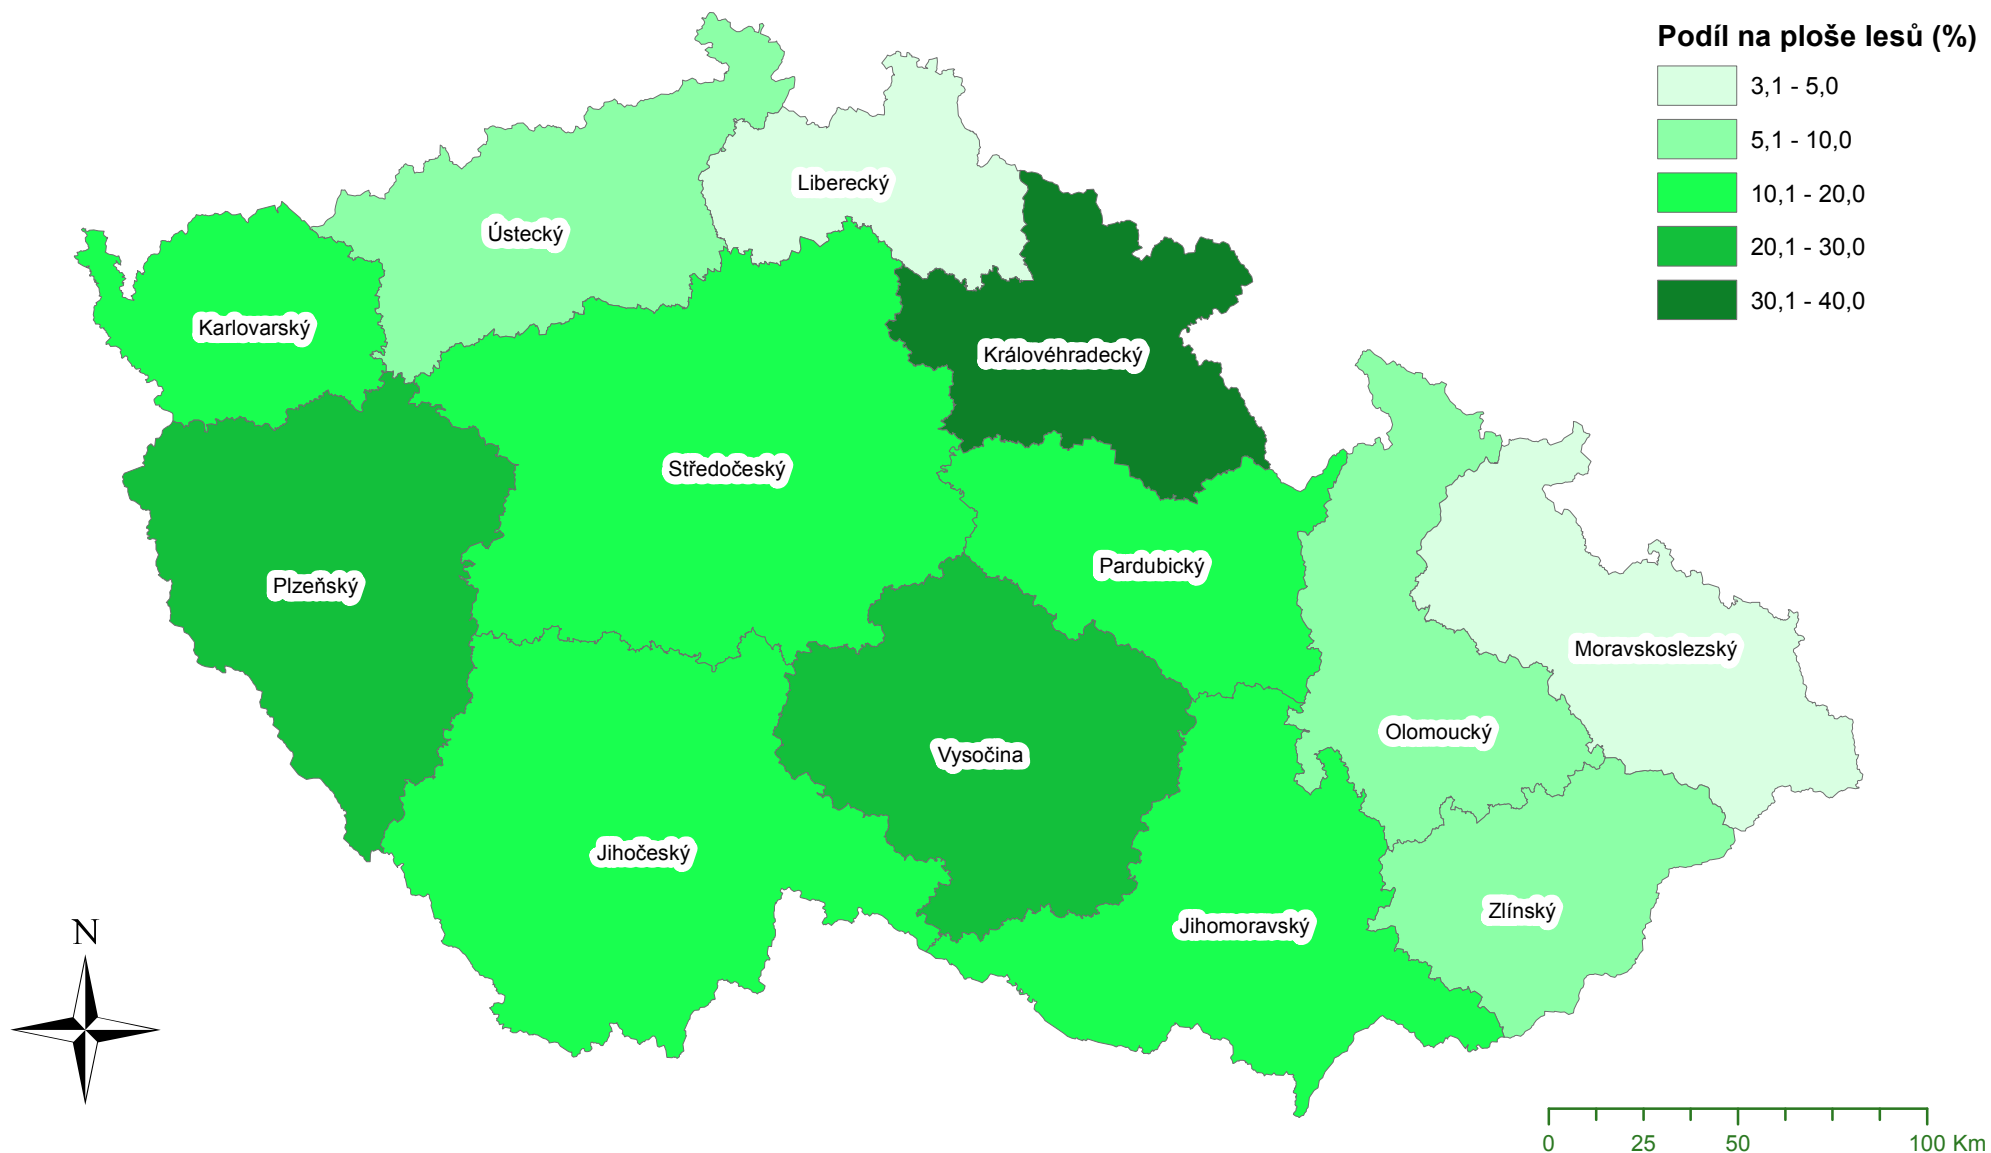 Podíl na ploše lesů (%)
3,1 - 5,0
5,1 - 10,0
10,1 - 20,0
20,1 - 30,0
30,1 - 40,0
Liberecký
Ústecký
Karlovarský
Královéhradecký
Středočeský
Pardubický
Plzeňský
Moravskoslezský
Olomoucký
Vysočina
Jihočeský
Zlínský
Jihomoravský
N
0 25 50 100 Km